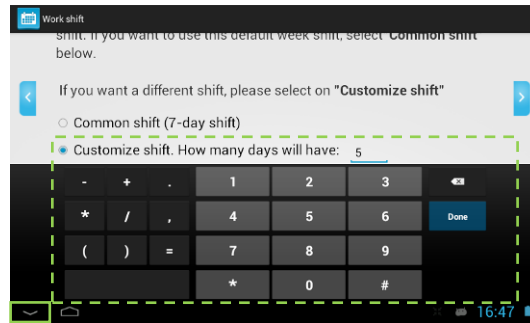 Work shift
shift. If you want to use this default week shift, select "Common shift"
below.
If you want a different shift, please select on "Customize shift"
Common shift (7-day shift)
Customize shift. How many days will have: 5
- + . 1 2 3
* / , 4 5 6 Done
( ) = 7 8 9
* 0 #
16:47